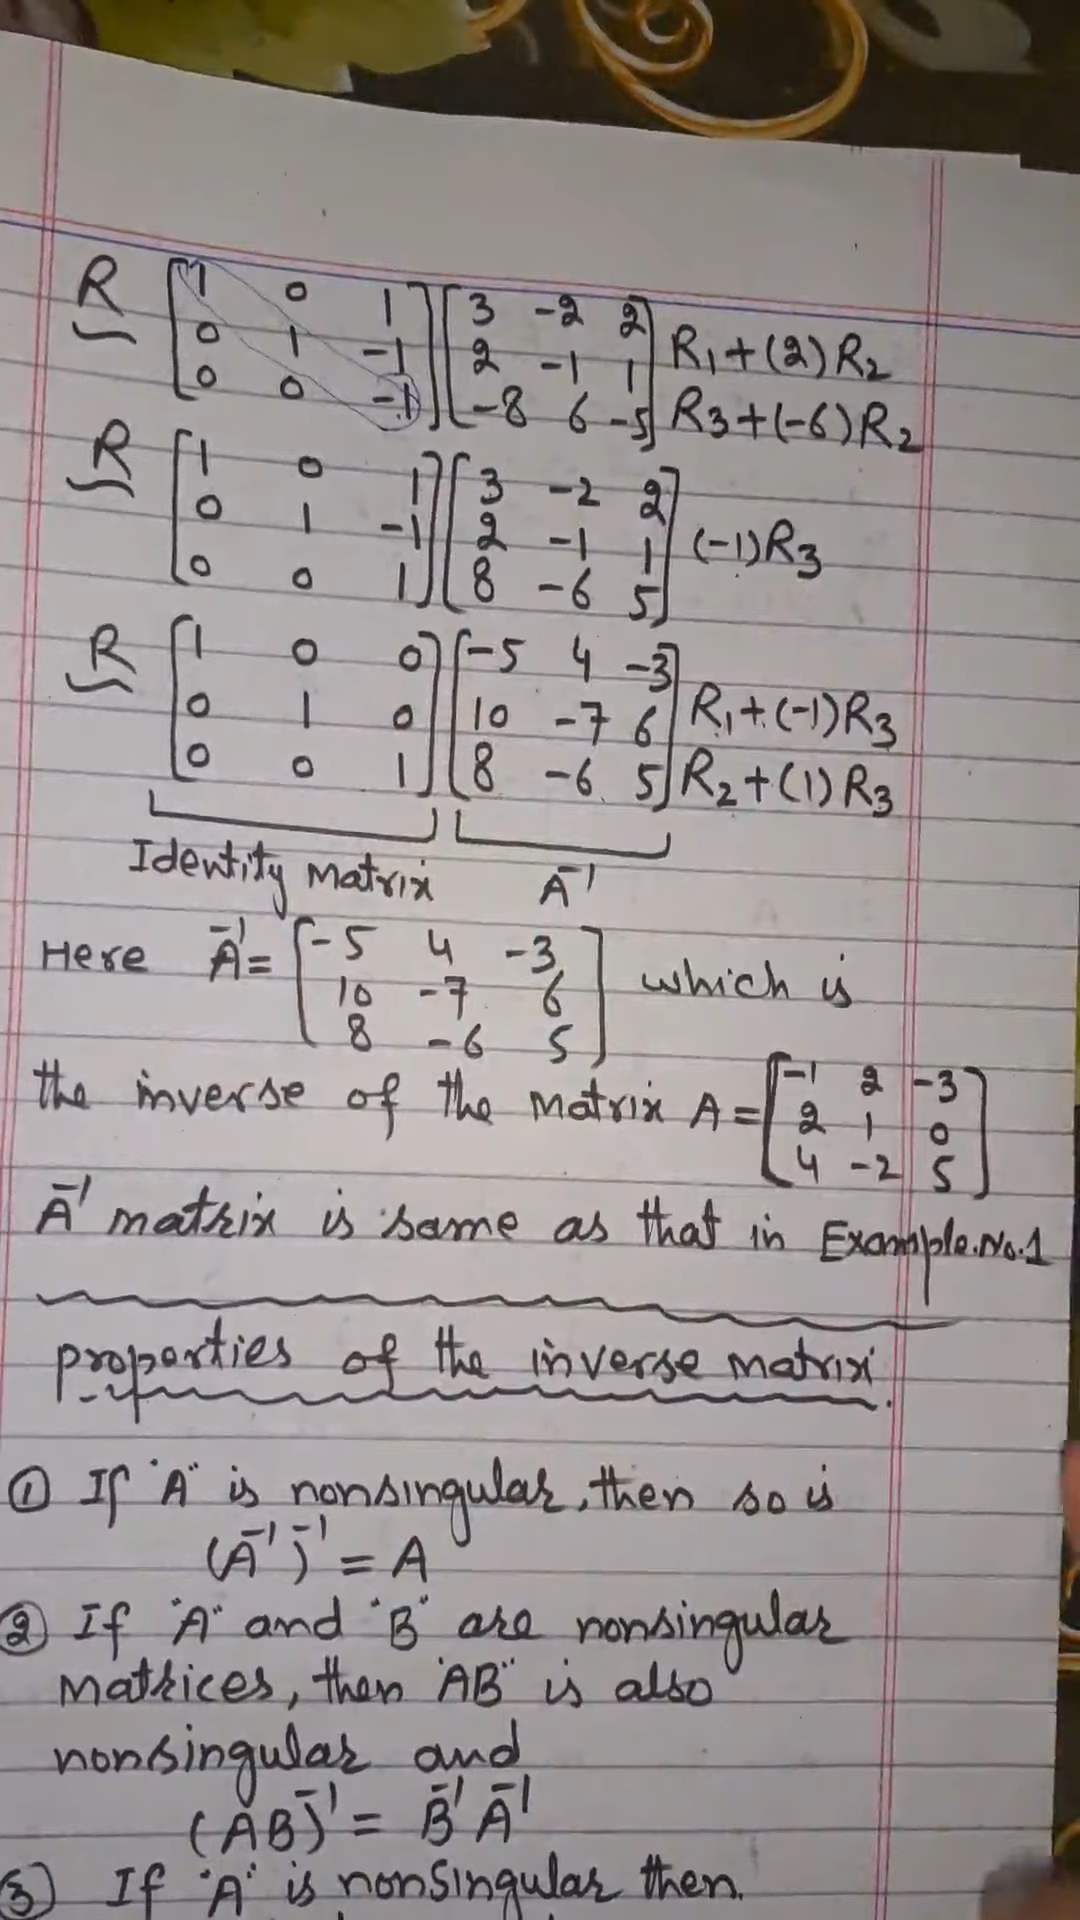 R [1 0 1] [3 -2 2]
[0 1 -1] [2 -1 1] R₁+(2)R₂
[0 0 -1] [-8 6 -5] R₃+(-6)R₂
R [1 0 1] [3 -2 2]
[0 1 -1] [2 -1 1] (-1)R₃
[0 0 1] [8 -6 5]
R [1 0 0] [-5 4 -3]
[0 1 0] [10 -7 6] R₁+(-1)R₃
[0 0 1] [8 -6 5] R₂+(1)R₃
Identity Matrix A⁻¹
Here A⁻¹= [-5 4 -3
10 -7 6
8 -6 5] which is
the inverse of the Matrix A= [-1 2 -3
2 1 0
4 -2 5]
A⁻¹ matrix is same as that in Example.No.1
properties of the inverse matrix.
① If "A" is nonsingular, then so is
(A⁻¹)⁻¹ = A
② If "A" and "B" are nonsingular
Matrices, then "AB" is also
nonsingular and
(AB)⁻¹ = B⁻¹ A⁻¹
③ If "A" is nonsingular then.